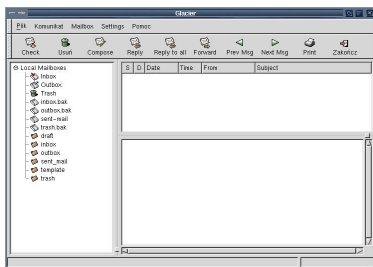 Glacier
Plik Komunikat Mailbox Settings Pomoc
Check Usuń Compose Reply Reply to all Forward Prev Msg Next Msg Print Zakończ
Local Mailboxes
S D Date Time From Subject
Inbox
Outbox
Trash
inbox.bak
outbox.bak
sent-mail
trash.bak
draft
inbox
outbox
sent_mail
template
trash